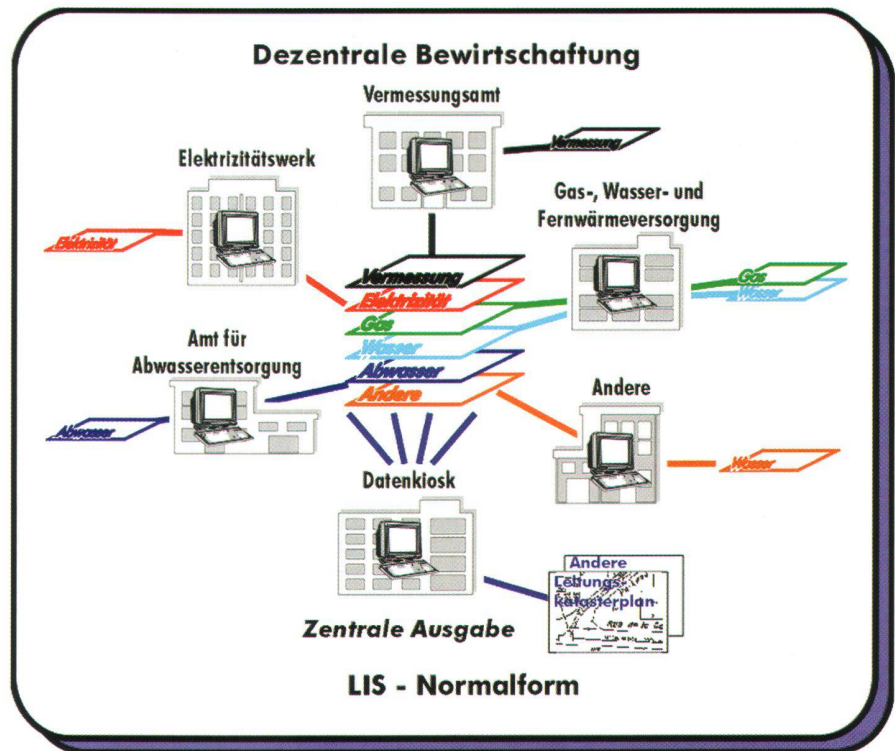 Dezentrale Bewirtschaftung
Vermessungsamt
Vermessung
Elektrizitätswerk
Gas-, Wasser- und
Fernwärmeversorgung
Elektrizität
Gas
Wasser
Vermessung
Elektrizität
Gas
Wasser
Abwasser
Andere
Amt für
Abwasserentsorgung
Abwasser
Andere
Wasser
Datenkiosk
Andere
Leitungs-
katasterplan
Zentrale Ausgabe
LIS - Normalform